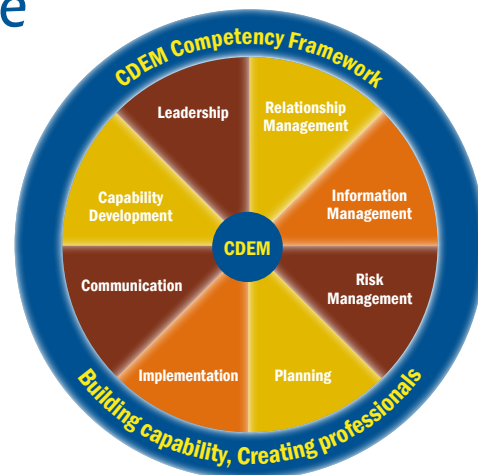 e
CDEM Competency Framework
Leadership
Relationship
Management
Capability
Development
Information
Management
CDEM
Communication
Risk
Management
Implementation
Planning
Building capability, Creating professionals